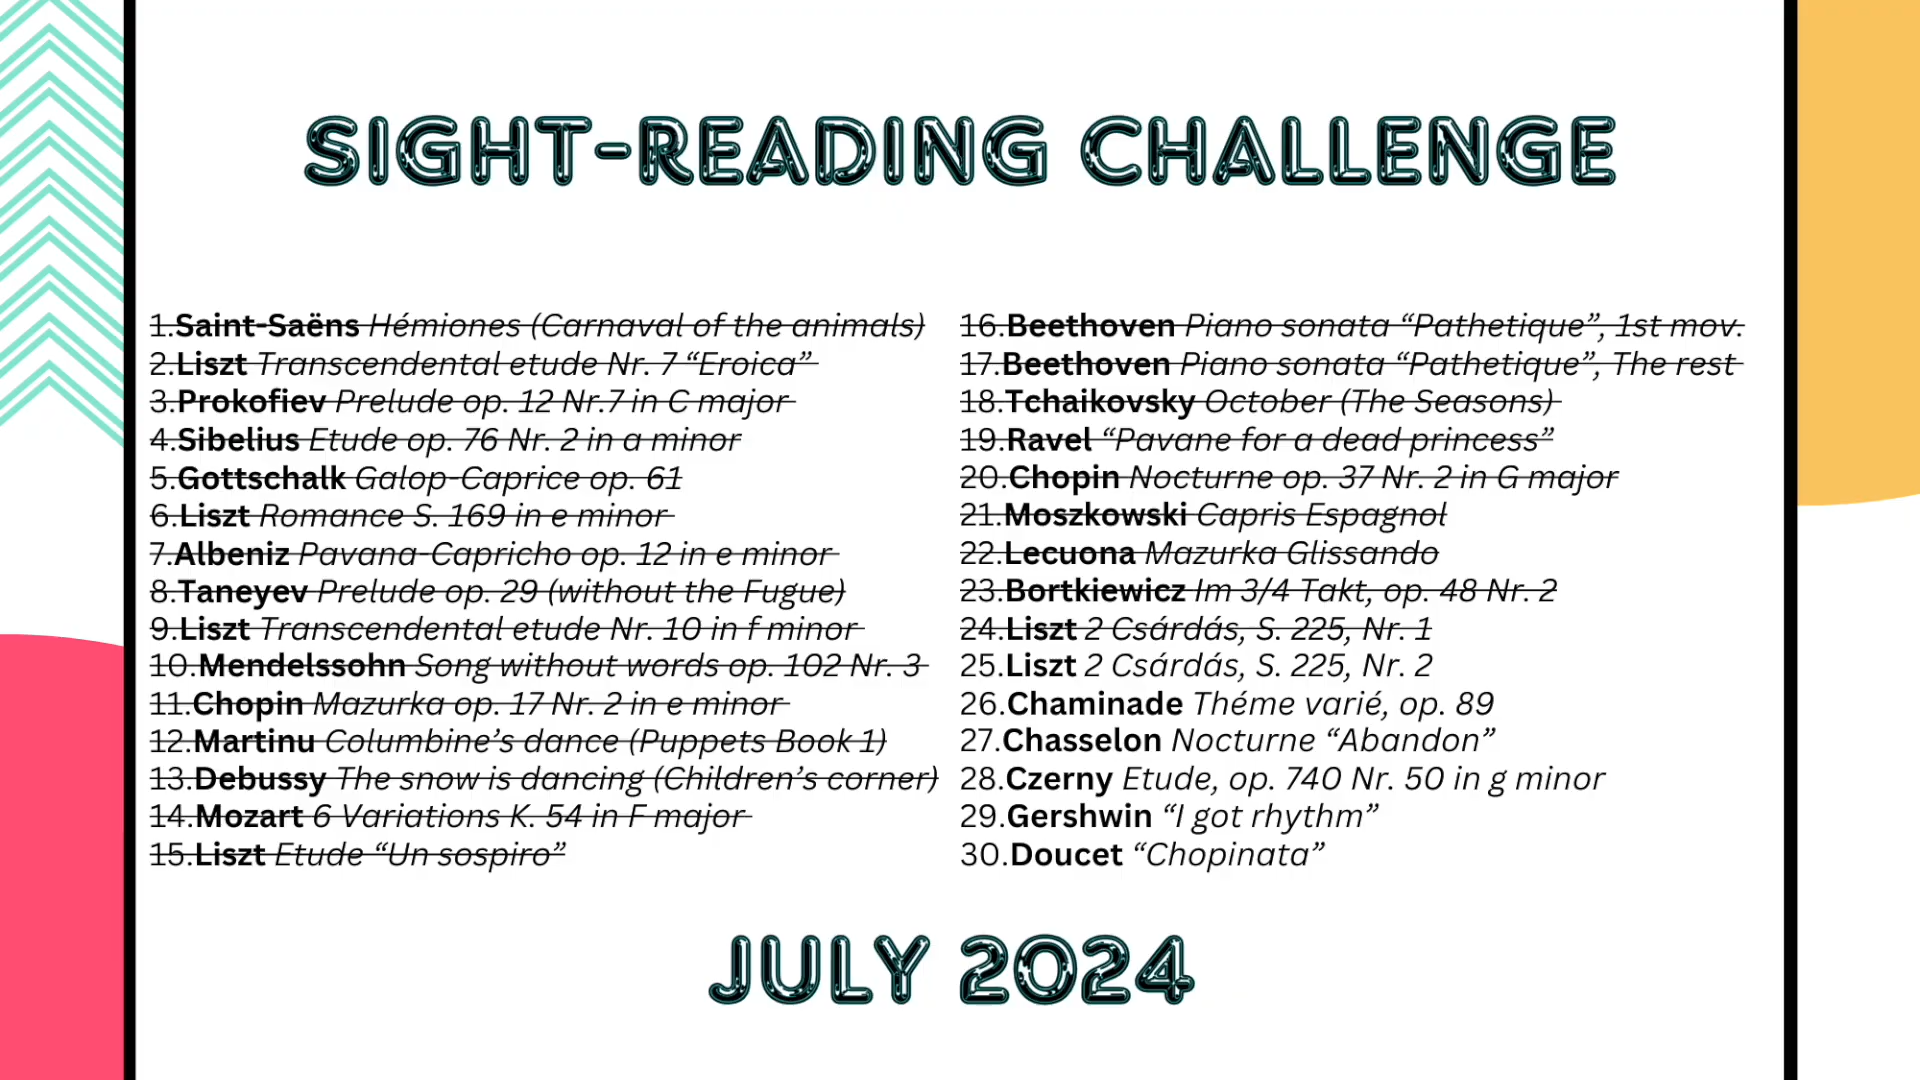 SIGHT-READING CHALLENGE
1.Saint-Saëns Hémiones (Carnaval of the animals)
2.Liszt Transcendental etude Nr. 7 “Eroica”
3.Prokofiev Prelude op. 12 Nr.7 in C major
4.Sibelius Etude op. 76 Nr. 2 in a minor
5.Gottschalk Galop-Caprice op. 61
6.Liszt Romance S. 169 in e minor
7.Albeniz Pavana-Capricho op. 12 in e minor
8.Taneyev Prelude op. 29 (without the Fugue)
9.Liszt Transcendental etude Nr. 10 in f minor
10.Mendelssohn Song without words op. 102 Nr. 3
11.Chopin Mazurka op. 17 Nr. 2 in e minor
12.Martinu Columbine’s dance (Puppets Book 1)
13.Debussy The snow is dancing (Children’s corner)
14.Mozart 6 Variations K. 54 in F major
15.Liszt Etude “Un sospiro”
16.Beethoven Piano sonata “Pathetique”, 1st mov.
17.Beethoven Piano sonata “Pathetique”, The rest
18.Tchaikovsky October (The Seasons)
19.Ravel “Pavane for a dead princess”
20.Chopin Nocturne op. 37 Nr. 2 in G major
21.Moszkowski Capris Espagnol
22.Lecuona Mazurka Glissando
23.Bortkiewicz Im 3/4 Takt, op. 48 Nr. 2
24.Liszt 2 Csárdás, S. 225, Nr. 1
25.Liszt 2 Csárdás, S. 225, Nr. 2
26.Chaminade Théme varié, op. 89
27.Chasselon Nocturne “Abandon”
28.Czerny Etude, op. 740 Nr. 50 in g minor
29.Gershwin “I got rhythm”
30.Doucet “Chopinata”
JULY 2024